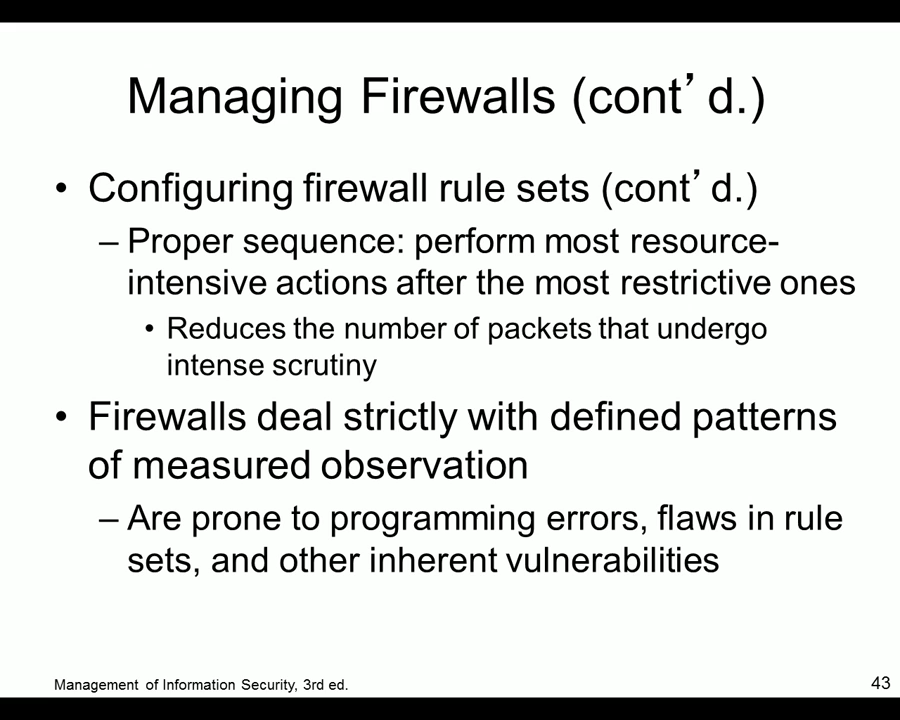 Managing Firewalls (cont’d.)
• Configuring firewall rule sets (cont’d.)
– Proper sequence: perform most resource-
intensive actions after the most restrictive ones
• Reduces the number of packets that undergo
intense scrutiny
• Firewalls deal strictly with defined patterns
of measured observation
– Are prone to programming errors, flaws in rule
sets, and other inherent vulnerabilities
Management of Information Security, 3rd ed.
43